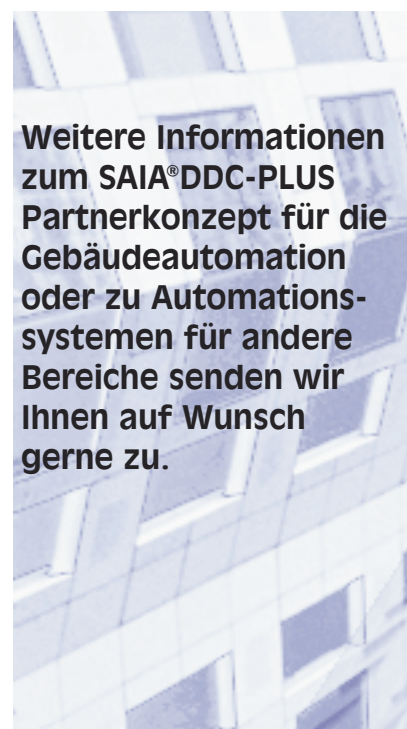 Weitere Informationen
zum SAIA®DDC-PLUS
Partnerkonzept für die
Gebäudeautomation
oder zu Automations-
systemen für andere
Bereiche senden wir
Ihnen auf Wunsch
gerne zu.